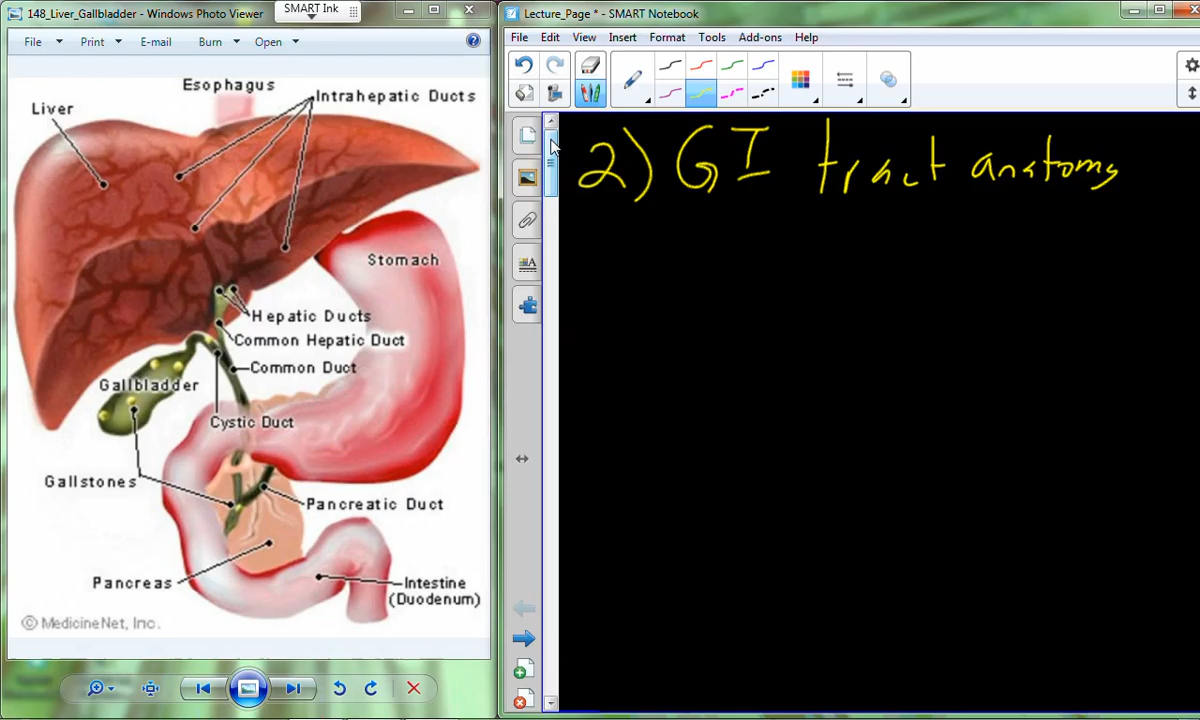 148_Liver_Gallbladder - Windows Photo Viewer
SMART Ink
File Print E-mail Burn Open
Esophagus
Liver
Intrahepatic Ducts
Stomach
Hepatic Ducts
Common Hepatic Duct
Common Duct
Gallbladder
Cystic Duct
Gallstones
Pancreatic Duct
Pancreas
Intestine
(Duodenum)
© MedicineNet, Inc.
Lecture_Page * - SMART Notebook
File Edit View Insert Format Tools Add-ons Help
2) GI tract anatomy